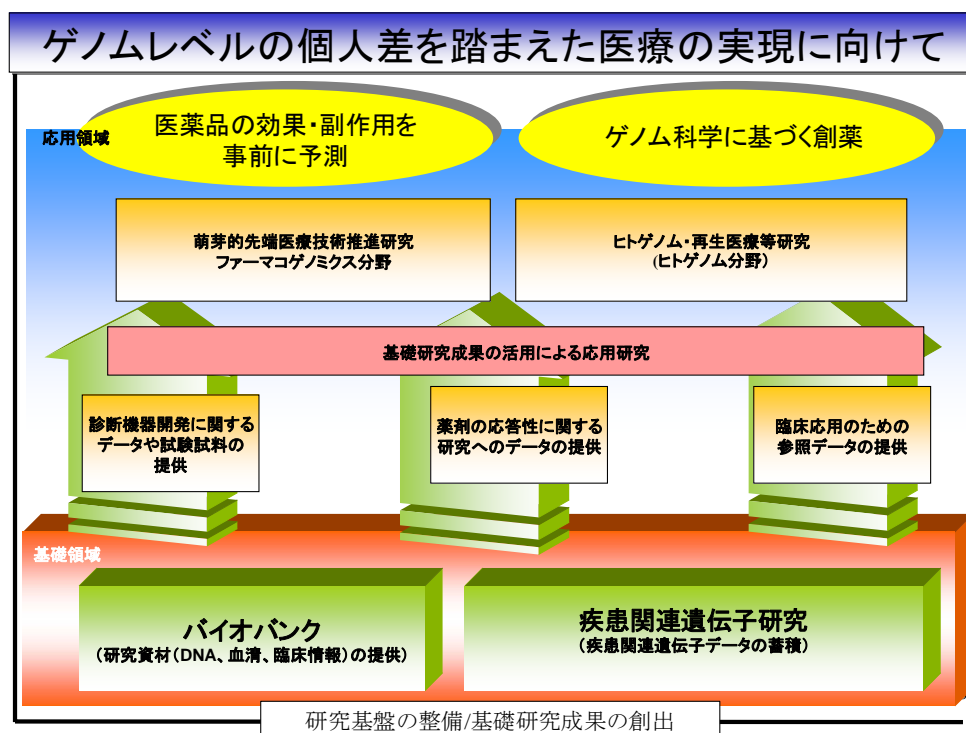 ゲノムレベルの個人差を踏まえた医療の実現に向けて
応用領域
医薬品の効果・副作用を
事前に予測
ゲノム科学に基づく創薬
萌芽的先端医療技術推進研究
ファーマコゲノミクス分野
ヒトゲノム・再生医療等研究
(ヒトゲノム分野)
基礎研究成果の活用による応用研究
診断機器開発に関する
データや試験試料の
提供
薬剤の応答性に関する
研究へのデータの提供
臨床応用のための
参照データの提供
基礎領域
バイオバンク
(研究資材(DNA、血清、臨床情報)の提供)
疾患関連遺伝子研究
(疾患関連遺伝子データの蓄積)
研究基盤の整備/基礎研究成果の創出